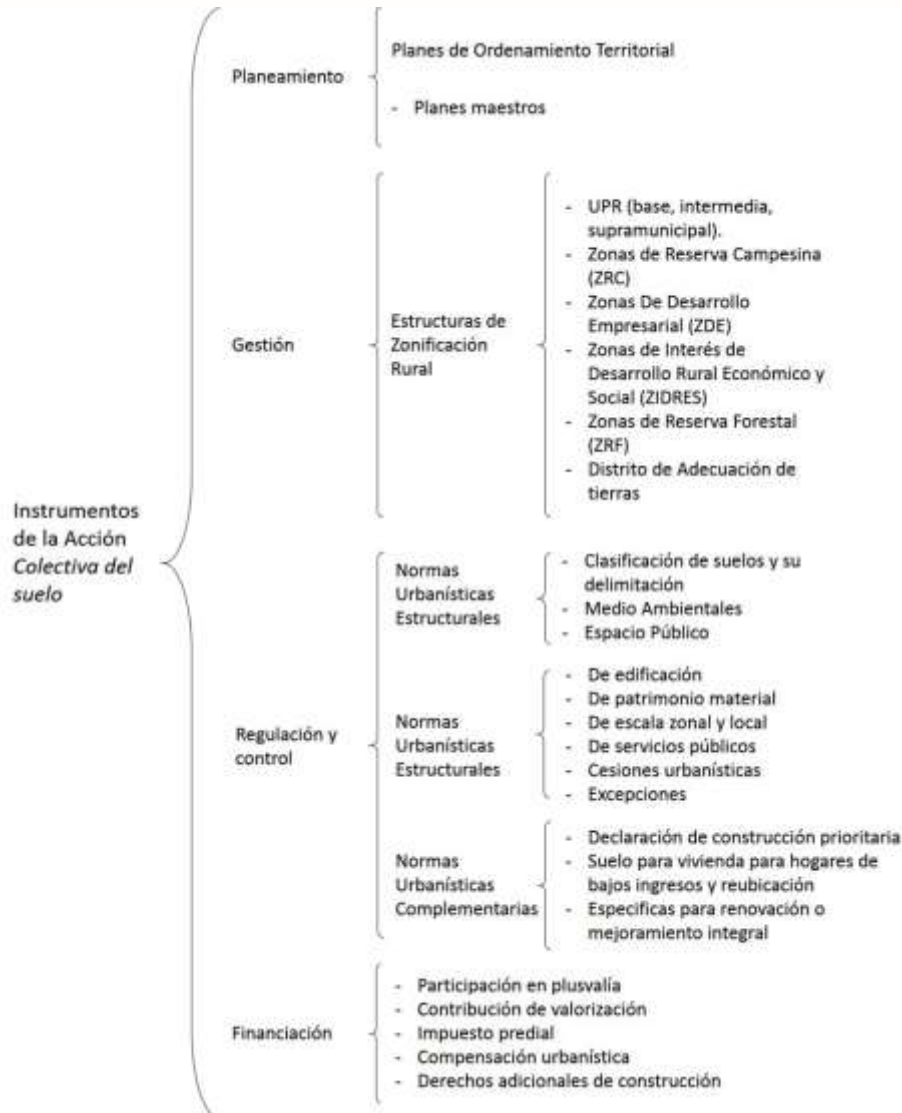 Instrumentos
de la Acción
Colectiva del
suelo
Planeamiento
Planes de Ordenamiento Territorial
- Planes maestros
Gestión
Estructuras de
Zonificación
Rural
- UPR (base, intermedia,
supramunicipal).
- Zonas de Reserva Campesina
(ZRC)
- Zonas De Desarrollo
Empresarial (ZDE)
- Zonas de Interés de
Desarrollo Rural Económico y
Social (ZIDRES)
- Zonas de Reserva Forestal
(ZRF)
- Distrito de Adecuación de
tierras
Regulación y
control
Normas
Urbanísticas
Estructurales
- Clasificación de suelos y su
delimitación
- Medio Ambientales
- Espacio Público
Normas
Urbanísticas
Estructurales
- De edificación
- De patrimonio material
- De escala zonal y local
- De servicios públicos
- Cesiones urbanísticas
- Excepciones
Normas
Urbanísticas
Complementarias
- Declaración de construcción prioritaria
- Suelo para vivienda para hogares de
bajos ingresos y reubicación
- Especificas para renovación o
mejoramiento integral
Financiación
- Participación en plusvalía
- Contribución de valorización
- Impuesto predial
- Compensación urbanística
- Derechos adicionales de construcción